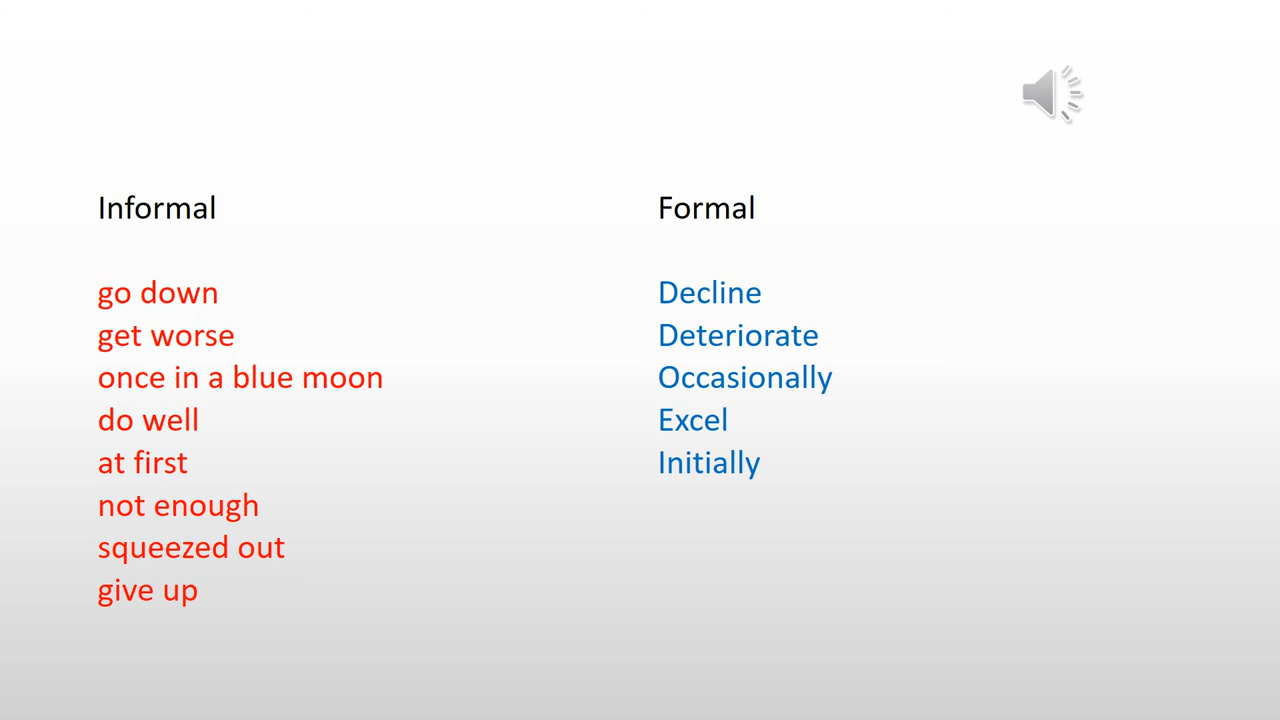 Informal
go down
get worse
once in a blue moon
do well
at first
not enough
squeezed out
give up
Formal
Decline
Deteriorate
Occasionally
Excel
Initially